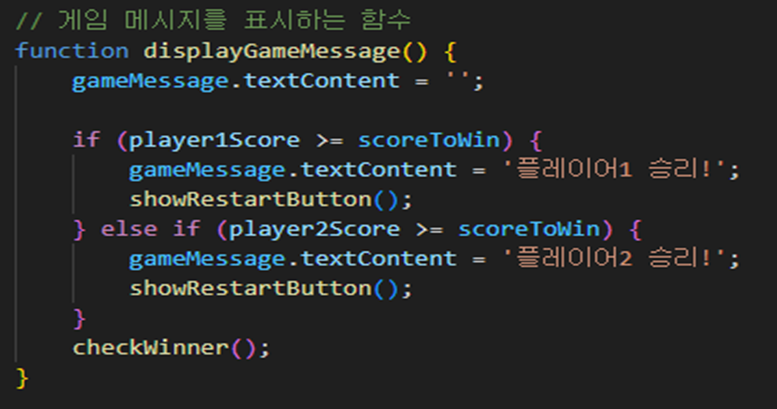 // 게임 메시지를 표시하는 함수
function displayGameMessage() {
    gameMessage.textContent = '';

    if (player1Score >= scoreToWin) {
        gameMessage.textContent = '플레이어1 승리!';
        showRestartButton();
    } else if (player2Score >= scoreToWin) {
        gameMessage.textContent = '플레이어2 승리!';
        showRestartButton();
    }
    checkWinner();
}